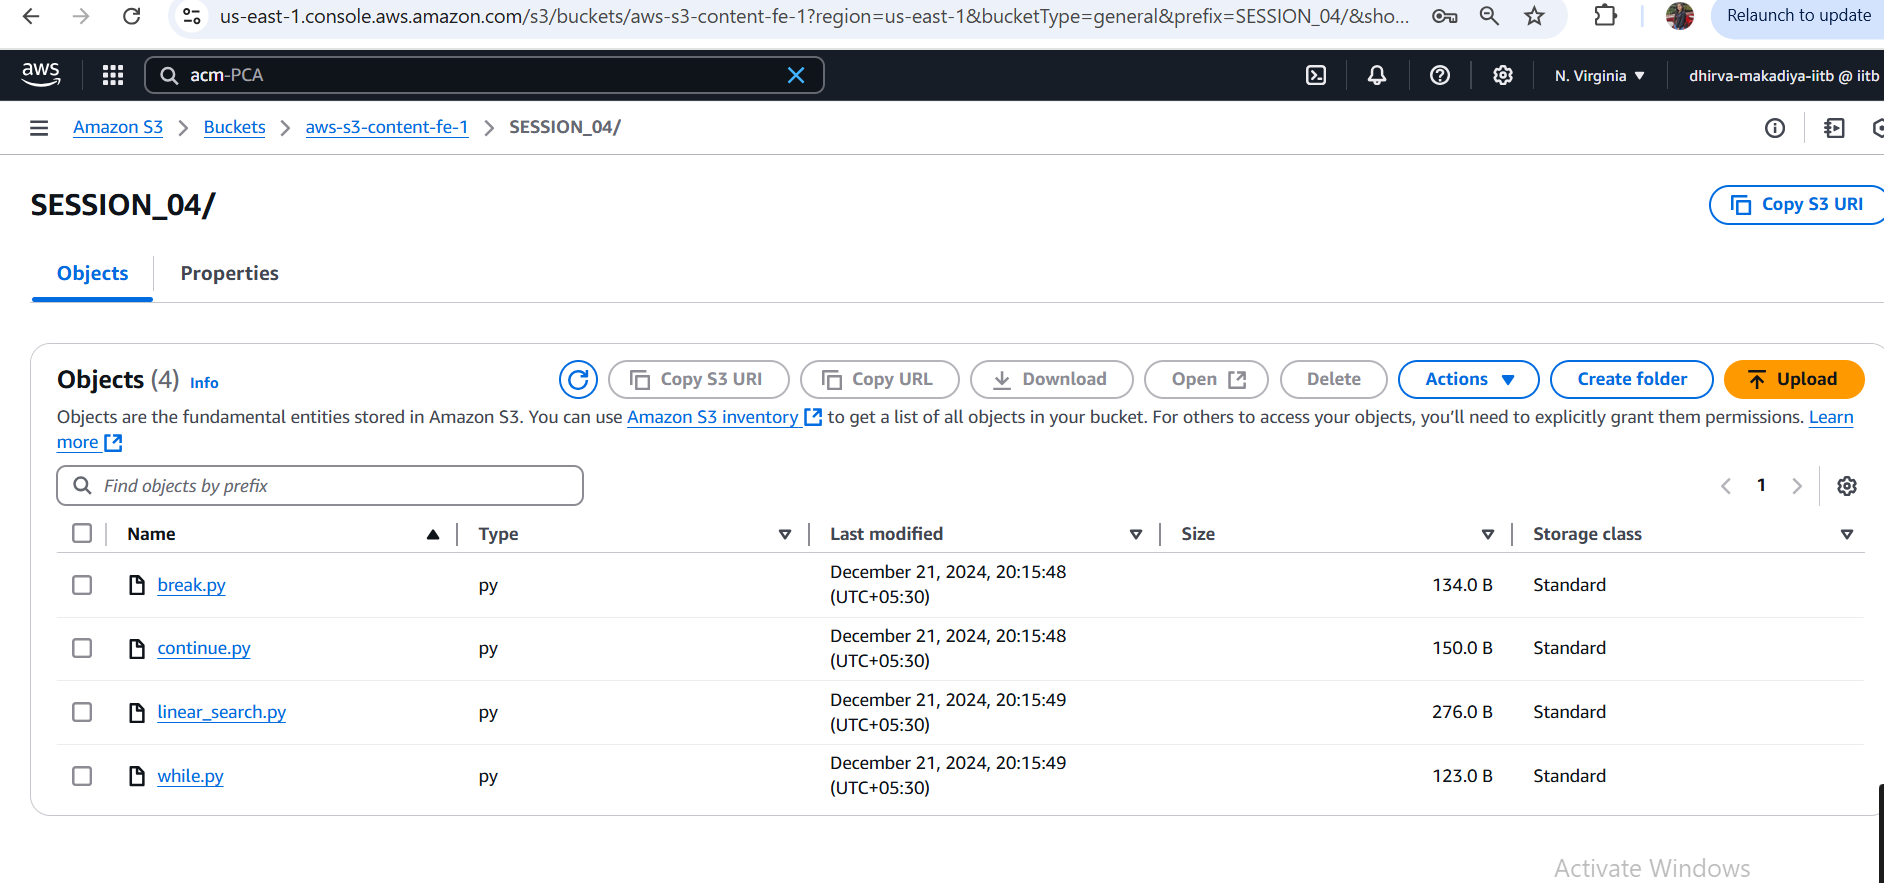 us-east-1.console.aws.amazon.com/s3/buckets/aws-s3-content-fe-1?region=us-east-1&bucketType=general&prefix=SESSION_04/&sho...
Relaunch to update
aws
acm-PCA
N. Virginia
dhirva-makadiya-iitb @ iitb
Amazon S3 > Buckets > aws-s3-content-fe-1 > SESSION_04/
SESSION_04/
Copy S3 URI
Objects
Properties
Objects (4) Info
Copy S3 URI
Copy URL
Download
Open
Delete
Actions
Create folder
Upload
Objects are the fundamental entities stored in Amazon S3. You can use Amazon S3 inventory to get a list of all objects in your bucket. For others to access your objects, you’ll need to explicitly grant them permissions. Learn
more
Find objects by prefix
1
Name Type Last modified Size Storage class
break.py py December 21, 2024, 20:15:48 134.0 B Standard
(UTC+05:30)
continue.py py December 21, 2024, 20:15:48 150.0 B Standard
(UTC+05:30)
linear_search.py py December 21, 2024, 20:15:49 276.0 B Standard
(UTC+05:30)
while.py py December 21, 2024, 20:15:49 123.0 B Standard
(UTC+05:30)
Activate Windows